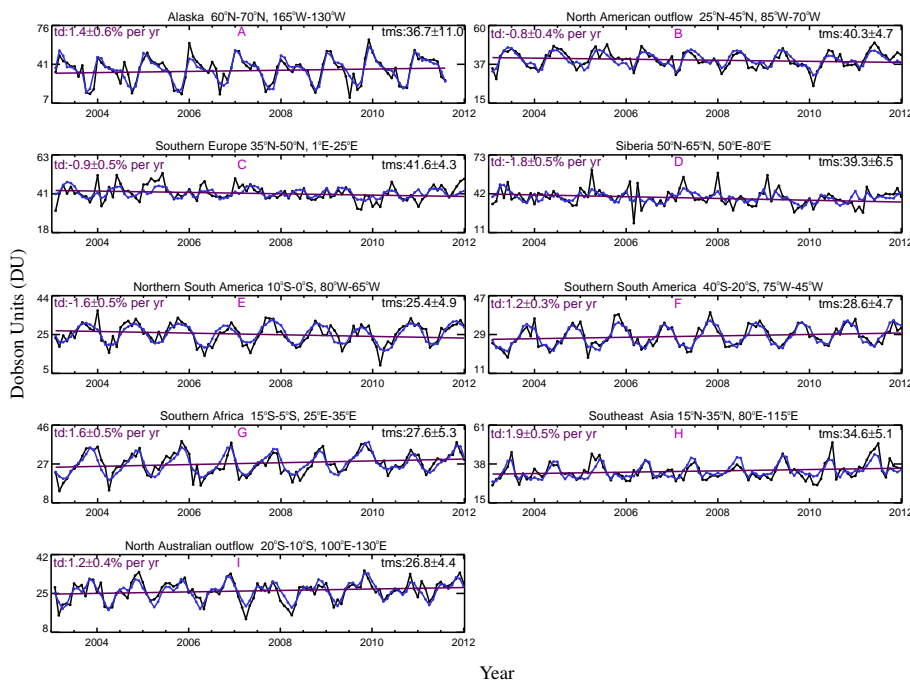 Alaska 60°N-70°N, 165°W-130°W
td:1.4±0.6% per yr A tms:36.7±11.0
76
41
7
2004 2006 2008 2010 2012
North American outflow 25°N-45°N, 85°W-70°W
td:-0.8±0.4% per yr B tms:40.3±4.7
60
37
15
2004 2006 2008 2010 2012
Southern Europe 35°N-50°N, 1°E-25°E
td:-0.9±0.5% per yr C tms:41.6±4.3
63
41
18
2004 2006 2008 2010 2012
Siberia 50°N-65°N, 50°E-80°E
td:-1.8±0.5% per yr D tms:39.3±6.5
73
42
11
2004 2006 2008 2010 2012
Northern South America 10°S-0°S, 80°W-65°W
td:-1.6±0.5% per yr E tms:25.4±4.9
44
25
5
2004 2006 2008 2010 2012
Southern South America 40°S-20°S, 75°W-45°W
td:1.2±0.3% per yr F tms:28.6±4.7
47
29
11
2004 2006 2008 2010 2012
Southern Africa 15°S-5°S, 25°E-35°E
td:1.6±0.5% per yr G tms:27.6±5.3
46
27
8
2004 2006 2008 2010 2012
Southeast Asia 15°N-35°N, 80°E-115°E
td:1.9±0.5% per yr H tms:34.6±5.1
61
38
15
2004 2006 2008 2010 2012
North Australian outflow 20°S-10°S, 100°E-130°E
td:1.2±0.4% per yr I tms:26.8±4.4
42
25
8
2004 2006 2008 2010 2012
Dobson Units (DU)
Year